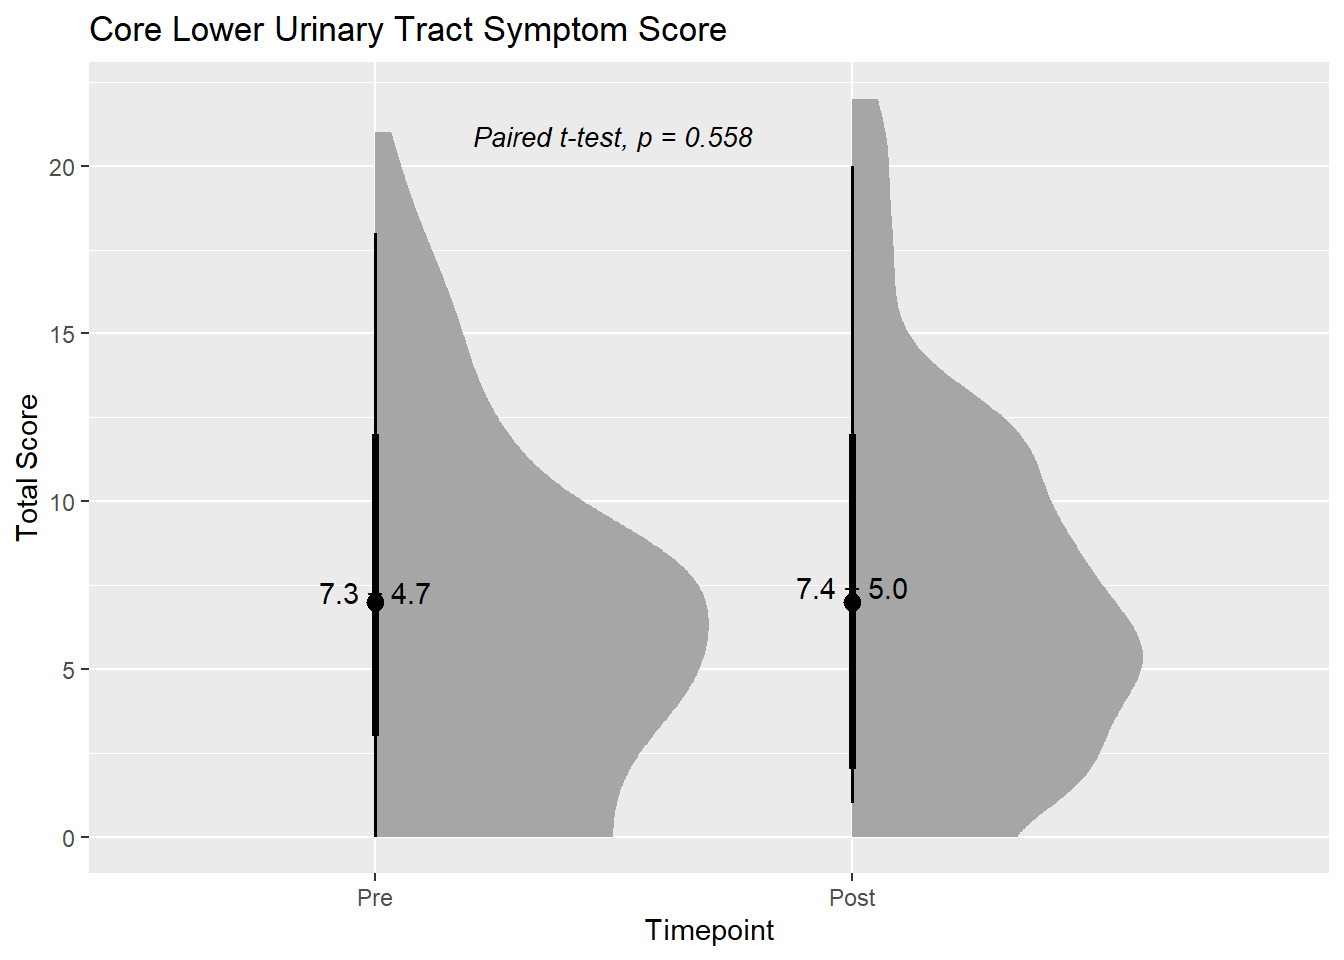 Core Lower Urinary Tract Symptom Score
Paired t-test, p = 0.558
20
15
10
5
0
Total Score
7.3 4.7
7.4 5.0
Pre
Post
Timepoint